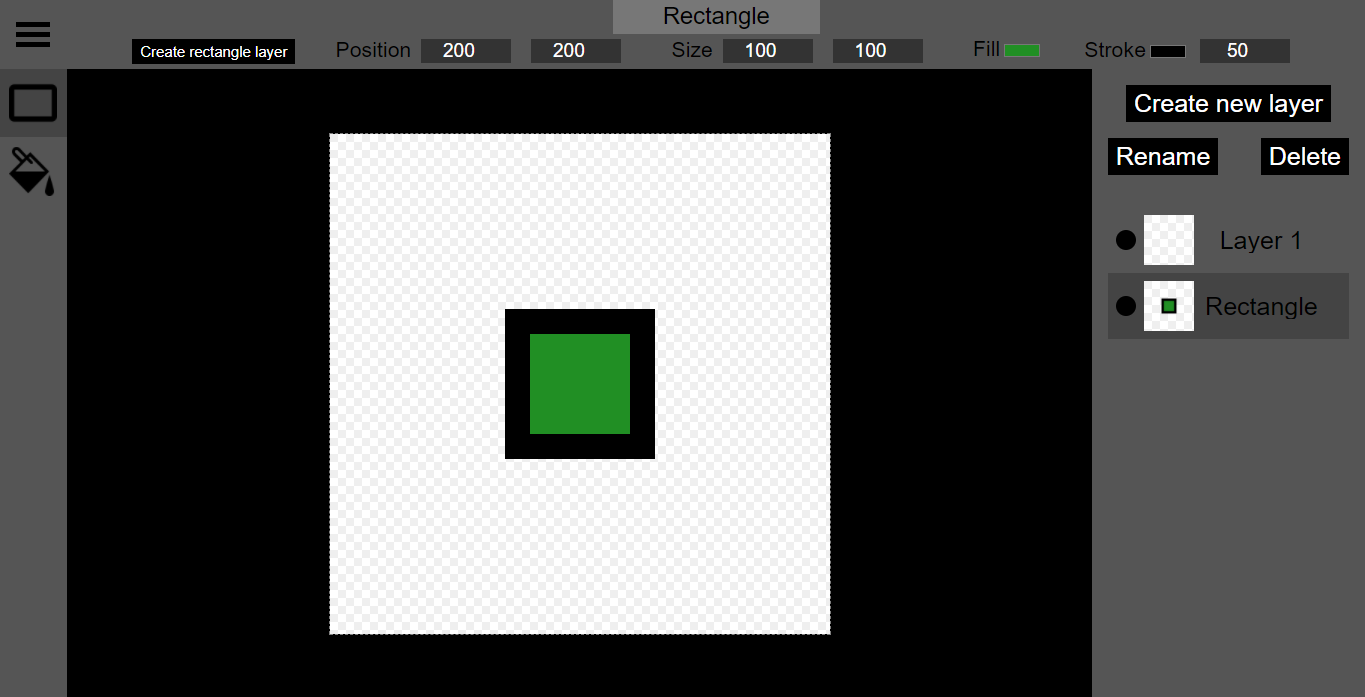 Rectangle
Create rectangle layer Position 200 200 Size 100 100 Fill Stroke 50
Create new layer
Rename Delete
Layer 1
Rectangle